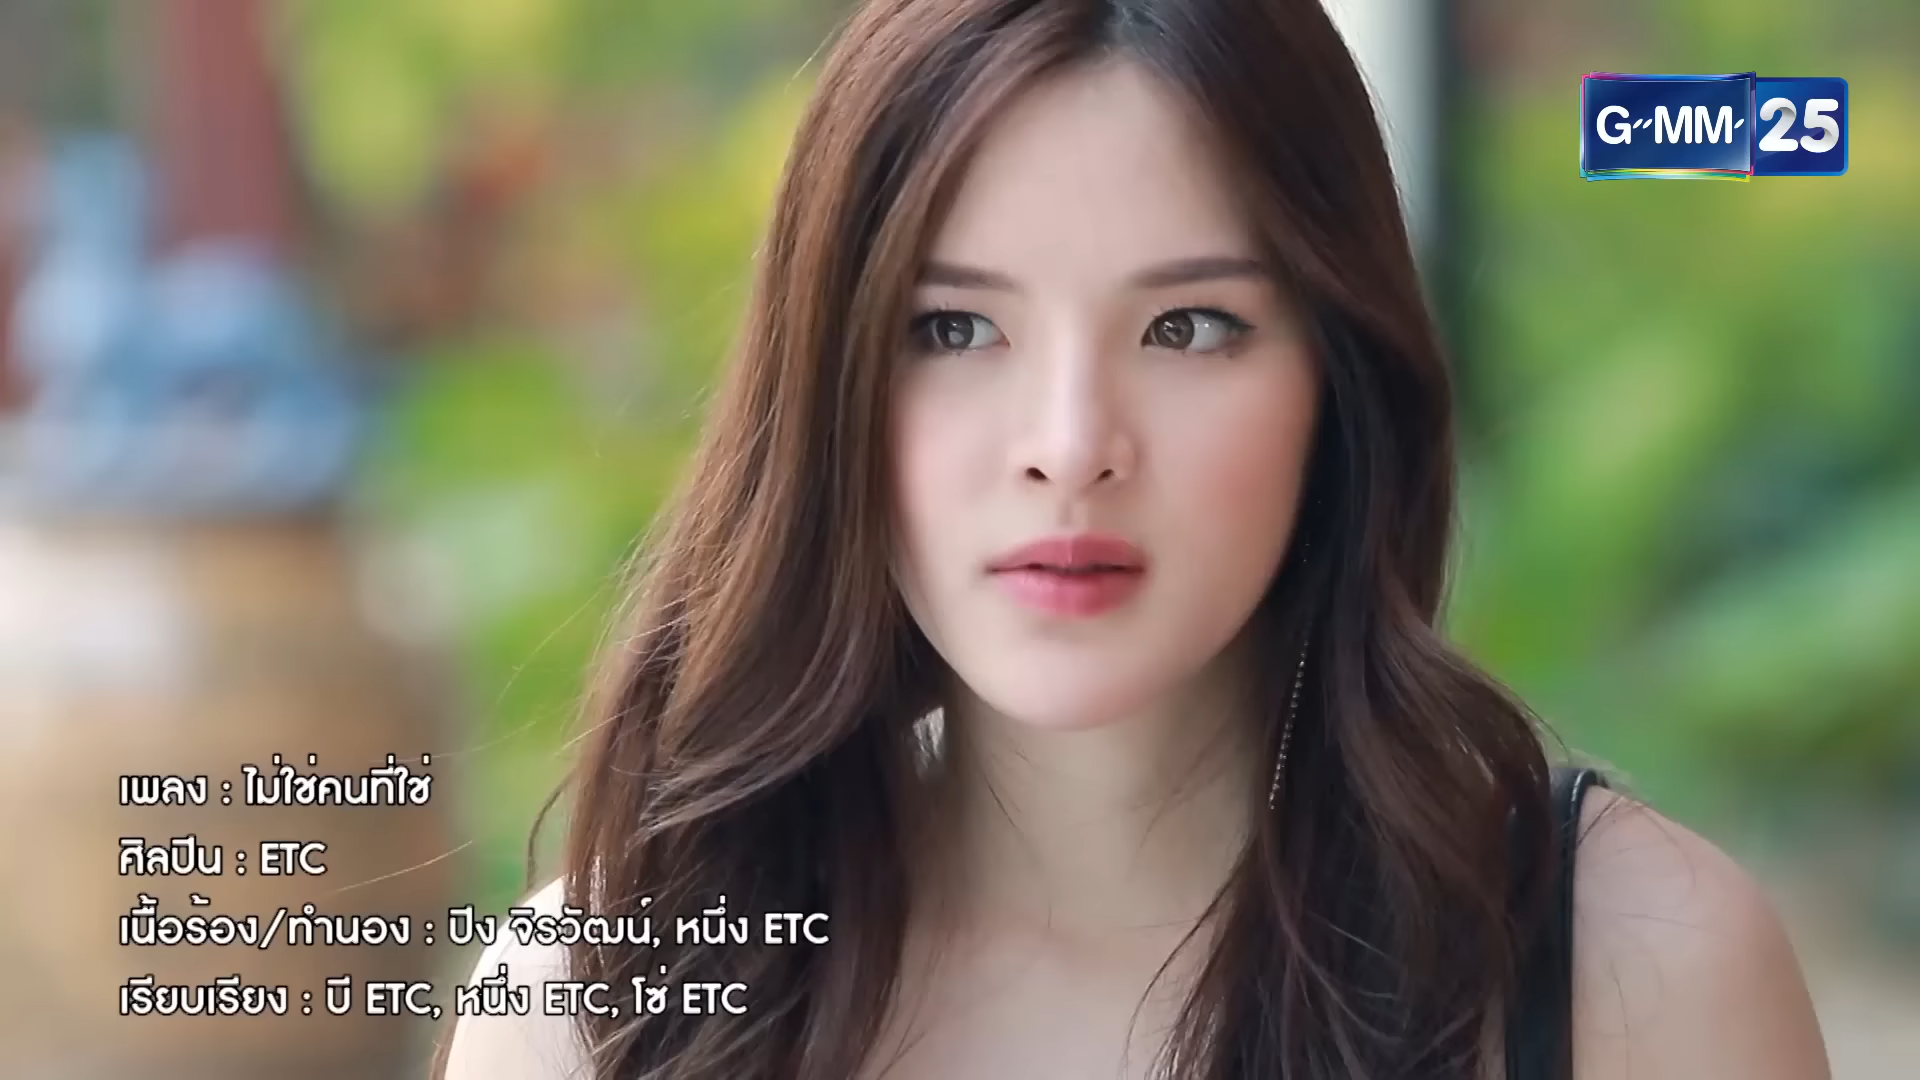 G-MM 25
เพลง : ไม่ใช่คนที่ใช่
ศิลปิน : ETC
เนื้อร้อง/ทำนอง : ปิง จิรวัฒน์, หนึ่ง ETC
เรียบเรียง : บี ETC, หนึ่ง ETC, โซ่ ETC